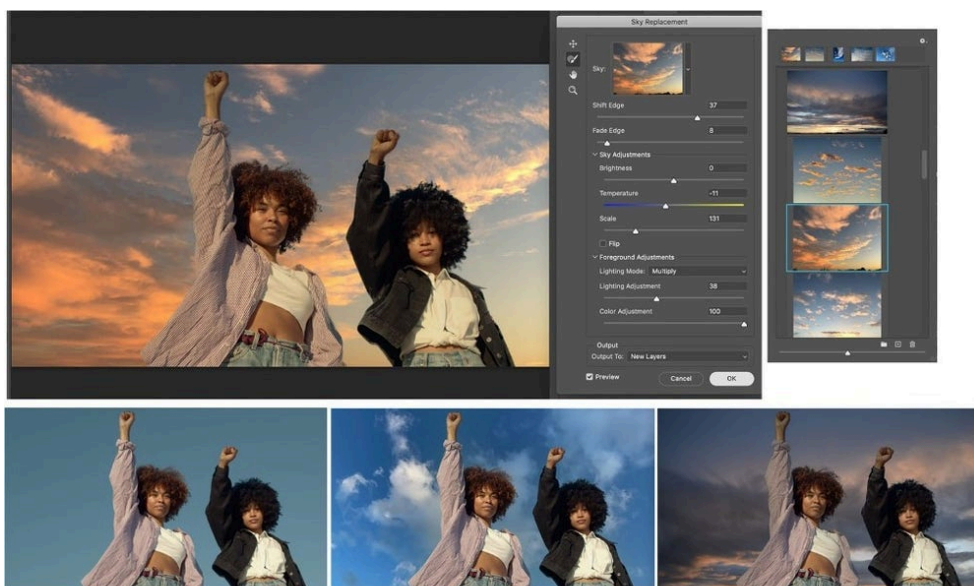 Sky Replacement
Sky:
Shift Edge 37
Fade Edge 8
Sky Adjustments
Brightness 0
Temperature -11
Scale 131
Flip
Foreground Adjustments
Lighting Mode: Multiply
Lighting Adjustment 38
Color Adjustment 100
Output
Output To: New Layers
Preview Cancel OK